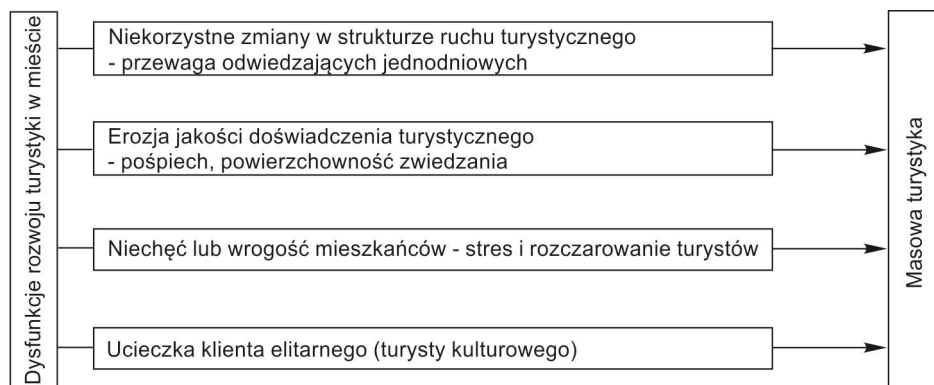 Dysfunkcje rozwoju turystyki w mieście
Niekorzystne zmiany w strukturze ruchu turystycznego
- przewaga odwiedzających jednodniowych
Erozja jakości doświadczenia turystycznego
- pośpiech, powierzchowność zwiedzania
Niechęć lub wrogość mieszkańców - stres i rozczarowanie turystów
Ucieczka klienta elitarnego (turysty kulturowego)
Masowa turystyka